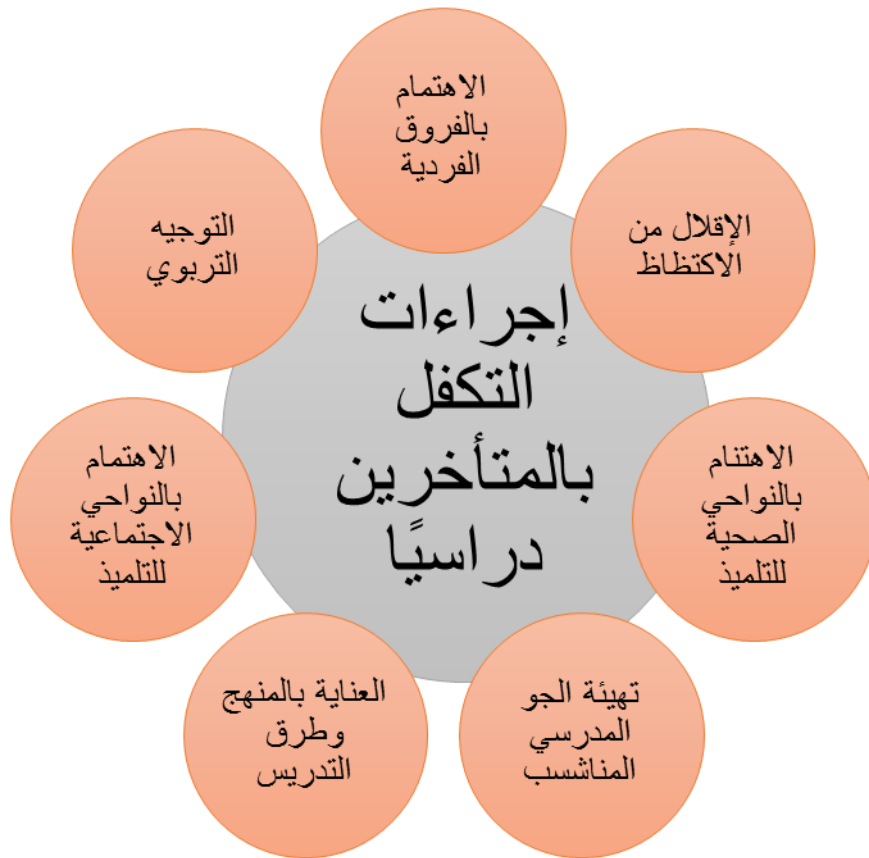 إجراءات
التكفل
بالمتأخرين
دراسيًا
الاهتمام
بالفروق
الفردية
الإقلال من
الاكتظاظ
الاهتنام
بالنواحي
الصحية
للتلميذ
تهيئة الجو
المدرسي
المناشسب
العناية بالمنهج
وطرق
التدريس
الاهتمام
بالنواحي
الاجتماعية
للتلميذ
التوجيه
التربوي